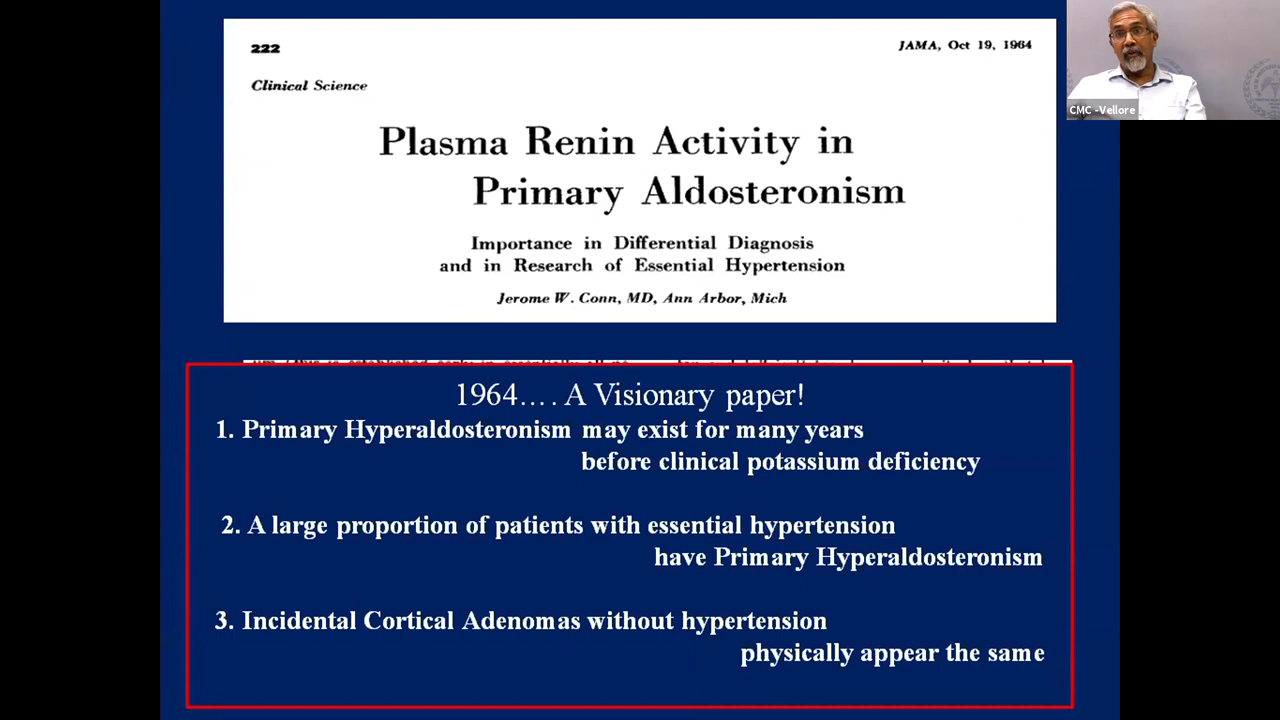 222
JAMA, Oct 19, 1964
Clinical Science
Plasma Renin Activity in
Primary Aldosteronism
Importance in Differential Diagnosis
and in Research of Essential Hypertension
Jerome W. Conn, MD, Ann Arbor, Mich
1964.... A Visionary paper!
1. Primary Hyperaldosteronism may exist for many years
before clinical potassium deficiency
2. A large proportion of patients with essential hypertension
have Primary Hyperaldosteronism
3. Incidental Cortical Adenomas without hypertension
physically appear the same
CMC -Vellore